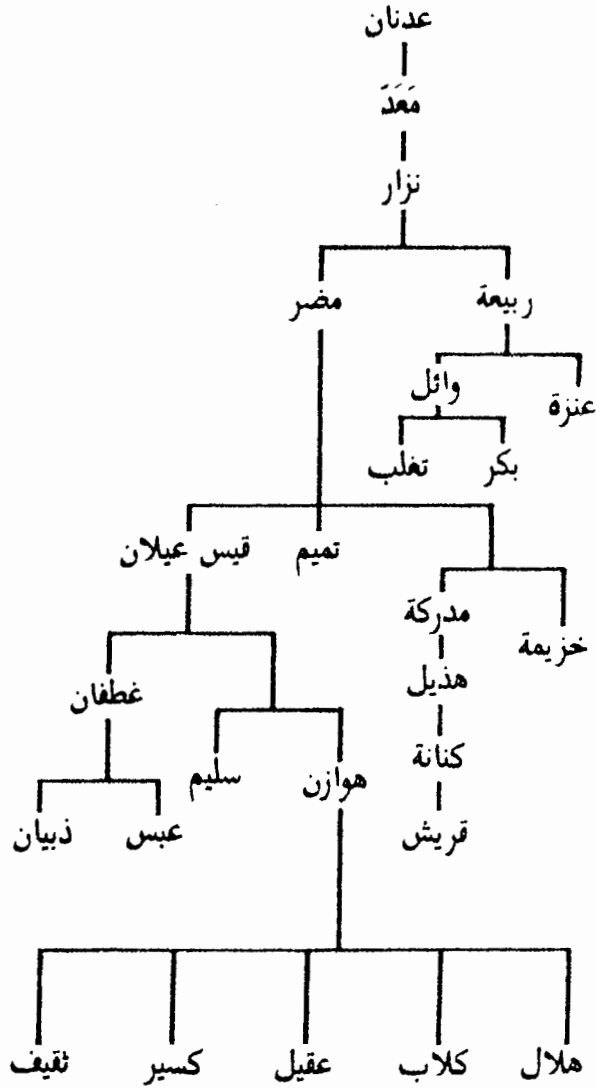 عدنان
مَعَدّ
نزار
ربيعة
مضر
وائل
عنزة
بكر
تغلب
قيس عيلان
تميم
مدركة
خزيمة
هذيل
غطفان
كنانة
سليم
هوازن
قريش
عبس
ذبيان
هلال
كلاب
عقيل
كسير
ثقيف